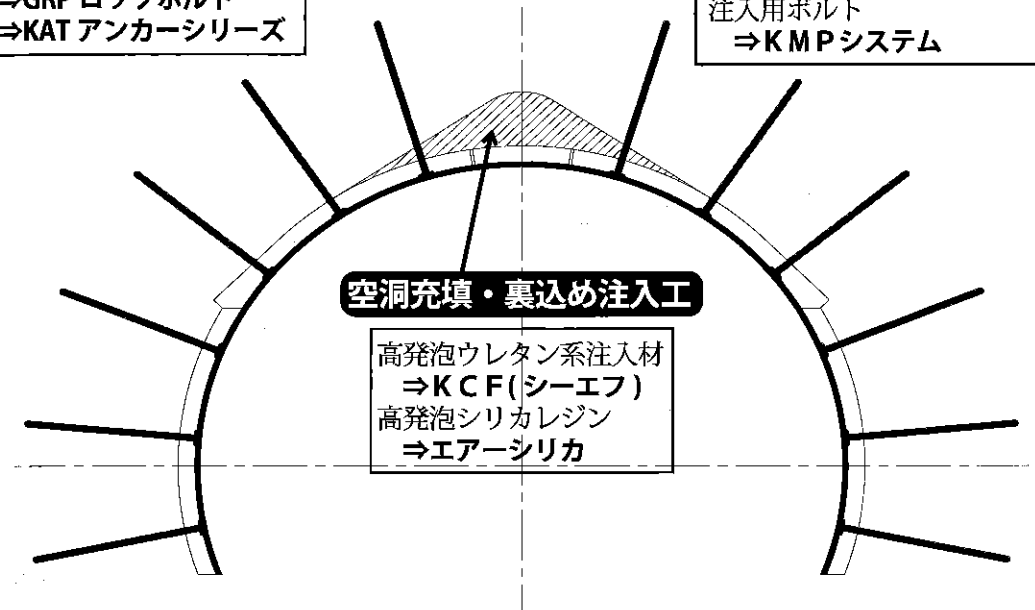 ⇒GRP ロックボルト
⇒KAT アンカーシリーズ
注入用ボルト
⇒KMPシステム
空洞充填・裏込め注入工
高発泡ウレタン系注入材
⇒KCF(シーエフ)
高発泡シリカレジン
⇒エアーシリカ